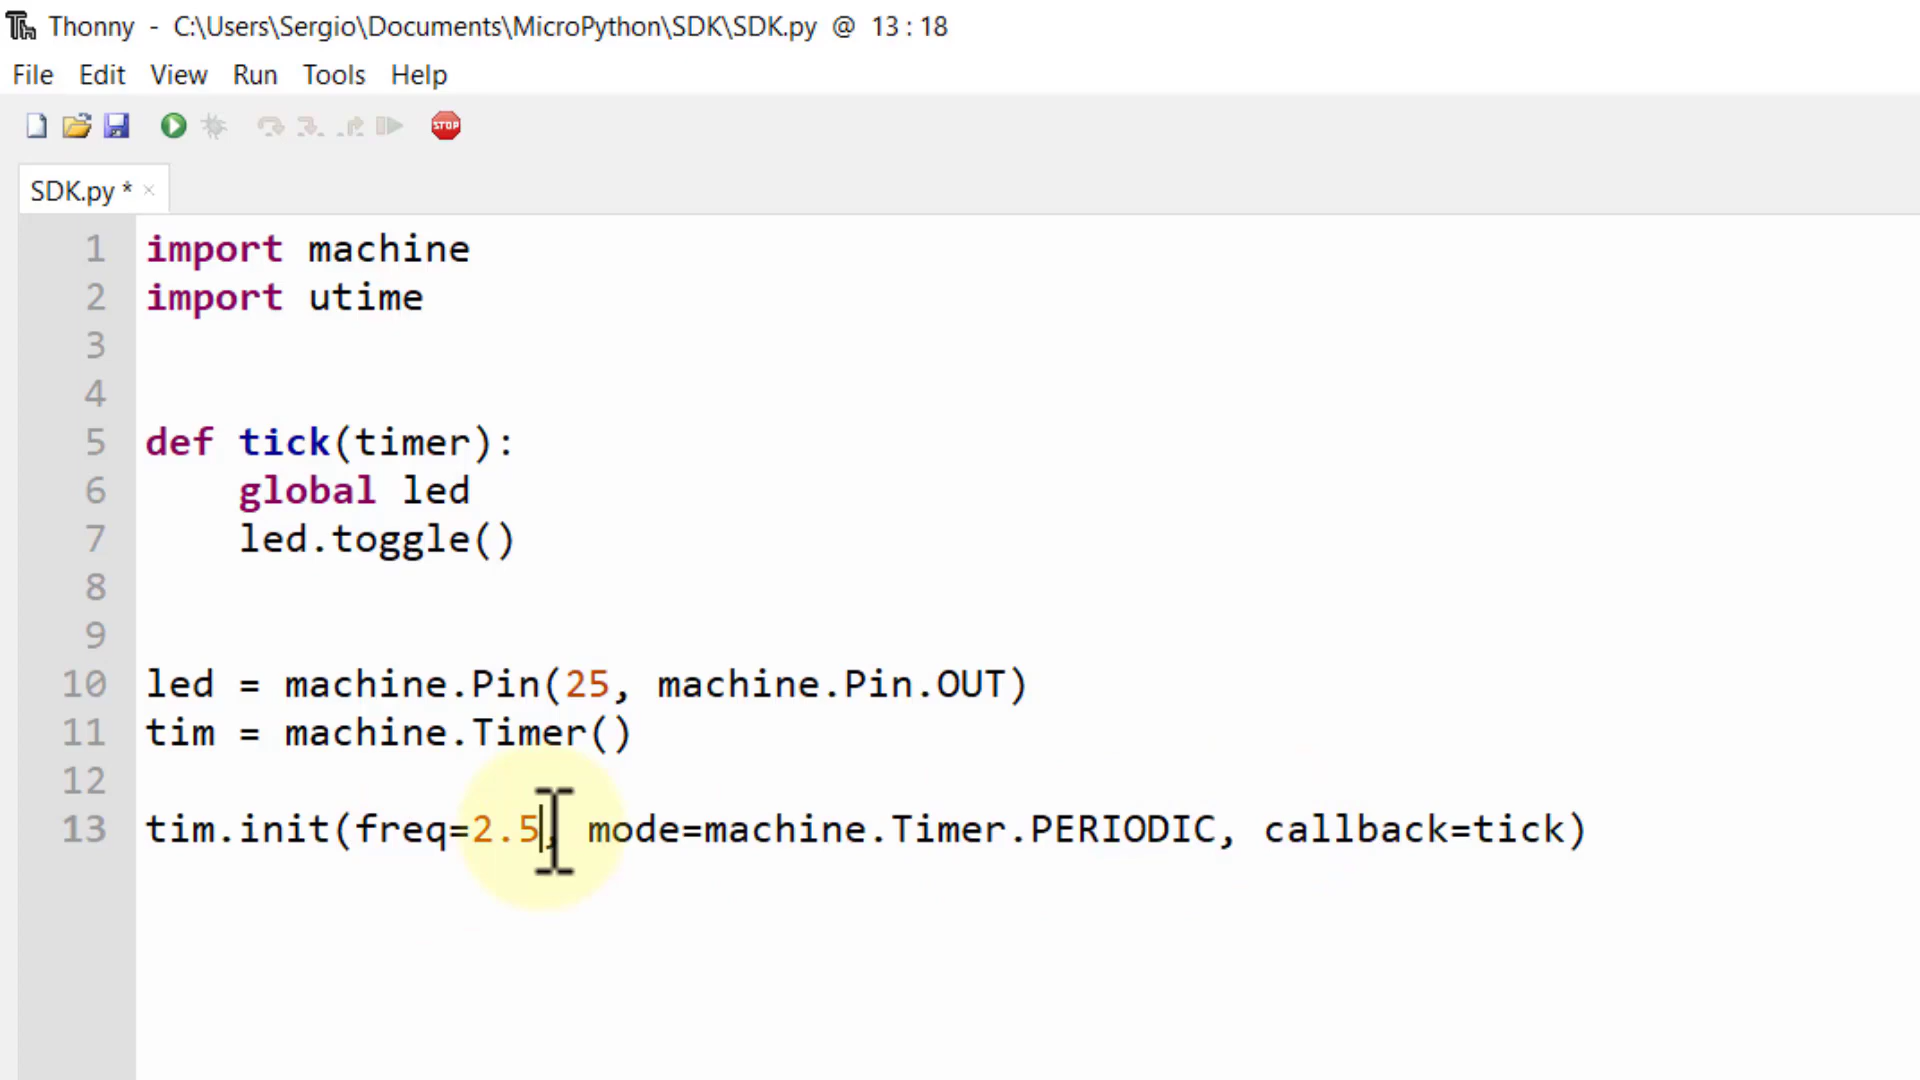 Thonny - C:\Users\Sergio\Documents\MicroPython\SDK\SDK.py @ 13 : 18
File Edit View Run Tools Help
STOP
SDK.py * ×
1 import machine
2 import utime
3
4
5 def tick(timer):
6     global led
7     led.toggle()
8
9
10 led = machine.Pin(25, machine.Pin.OUT)
11 tim = machine.Timer()
12
13 tim.init(freq=2.5, mode=machine.Timer.PERIODIC, callback=tick)